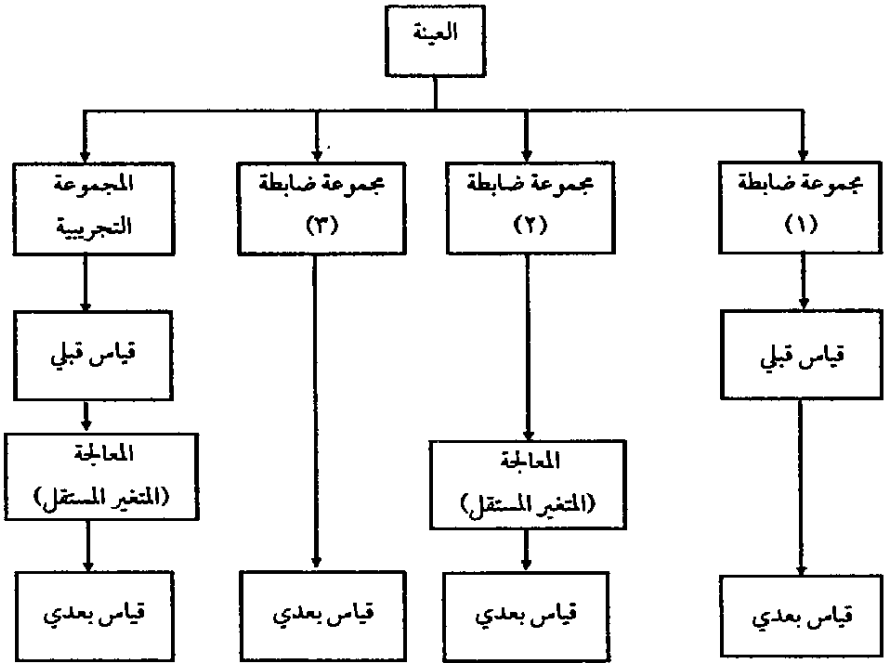 العينة
مجموعة ضابطة
(١)
مجموعة ضابطة
(٢)
مجموعة ضابطة
(٣)
المجموعة
التجريبية
قياس قبلي
قياس قبلي
المعالجة
(المتغير المستقل)
المعالجة
(المتغير المستقل)
قياس بعدي
قياس بعدي
قياس بعدي
قياس بعدي